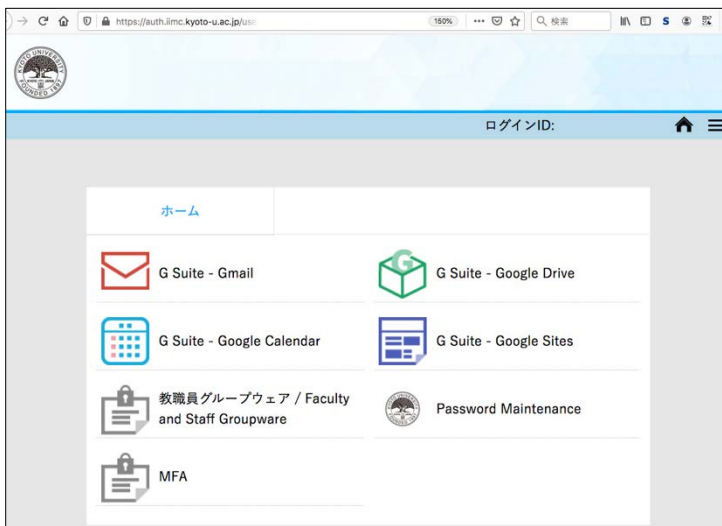 https://auth.iimc.kyoto-u.ac.jp/use
150%
検索
KYOTO UNIVERSITY
FOUNDED 1897
ログインID:
ホーム
G Suite - Gmail
G Suite - Google Drive
G Suite - Google Calendar
G Suite - Google Sites
教職員グループウェア / Faculty
and Staff Groupware
Password Maintenance
MFA